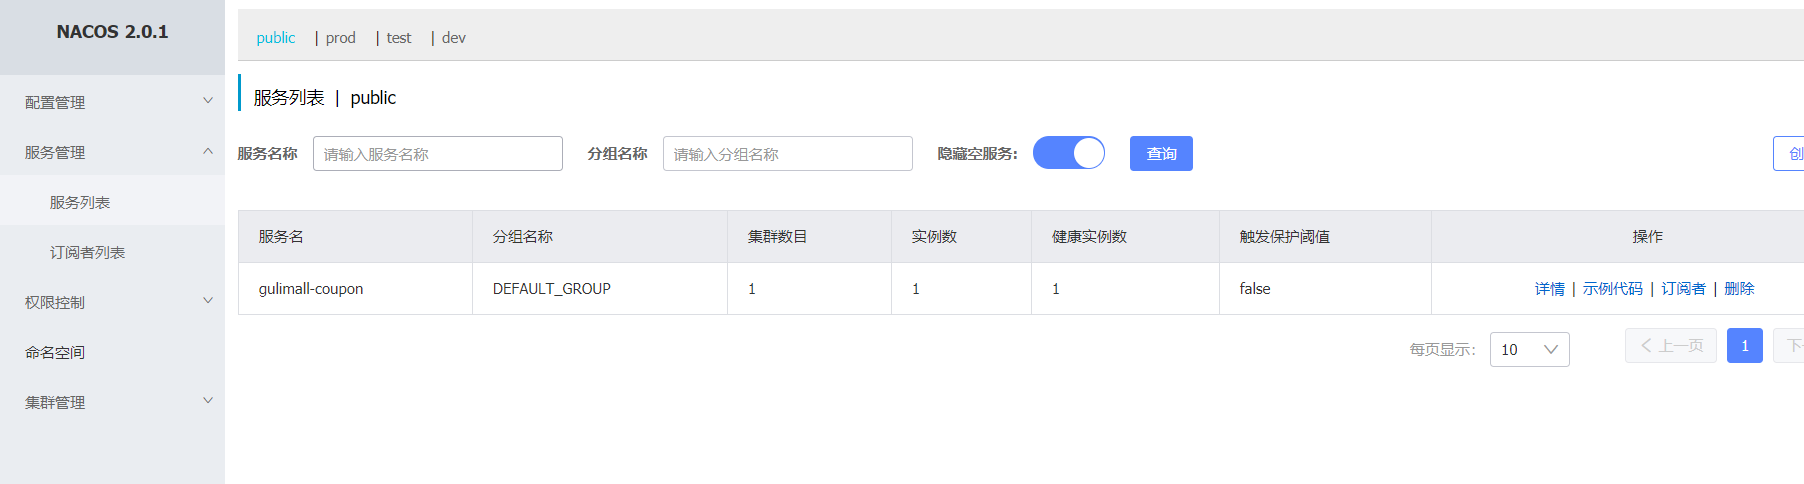 NACOS 2.0.1
配置管理
服务管理
服务列表
订阅者列表
权限控制
命名空间
集群管理
public | prod | test | dev
服务列表 | public
服务名称 请输入服务名称 分组名称 请输入分组名称 隐藏空服务: 查询 创
服务名 分组名称 集群数目 实例数 健康实例数 触发保护阈值 操作
gulimall-coupon DEFAULT_GROUP 1 1 1 false 详情 | 示例代码 | 订阅者 | 删除
每页显示: 10 上一页 1 下